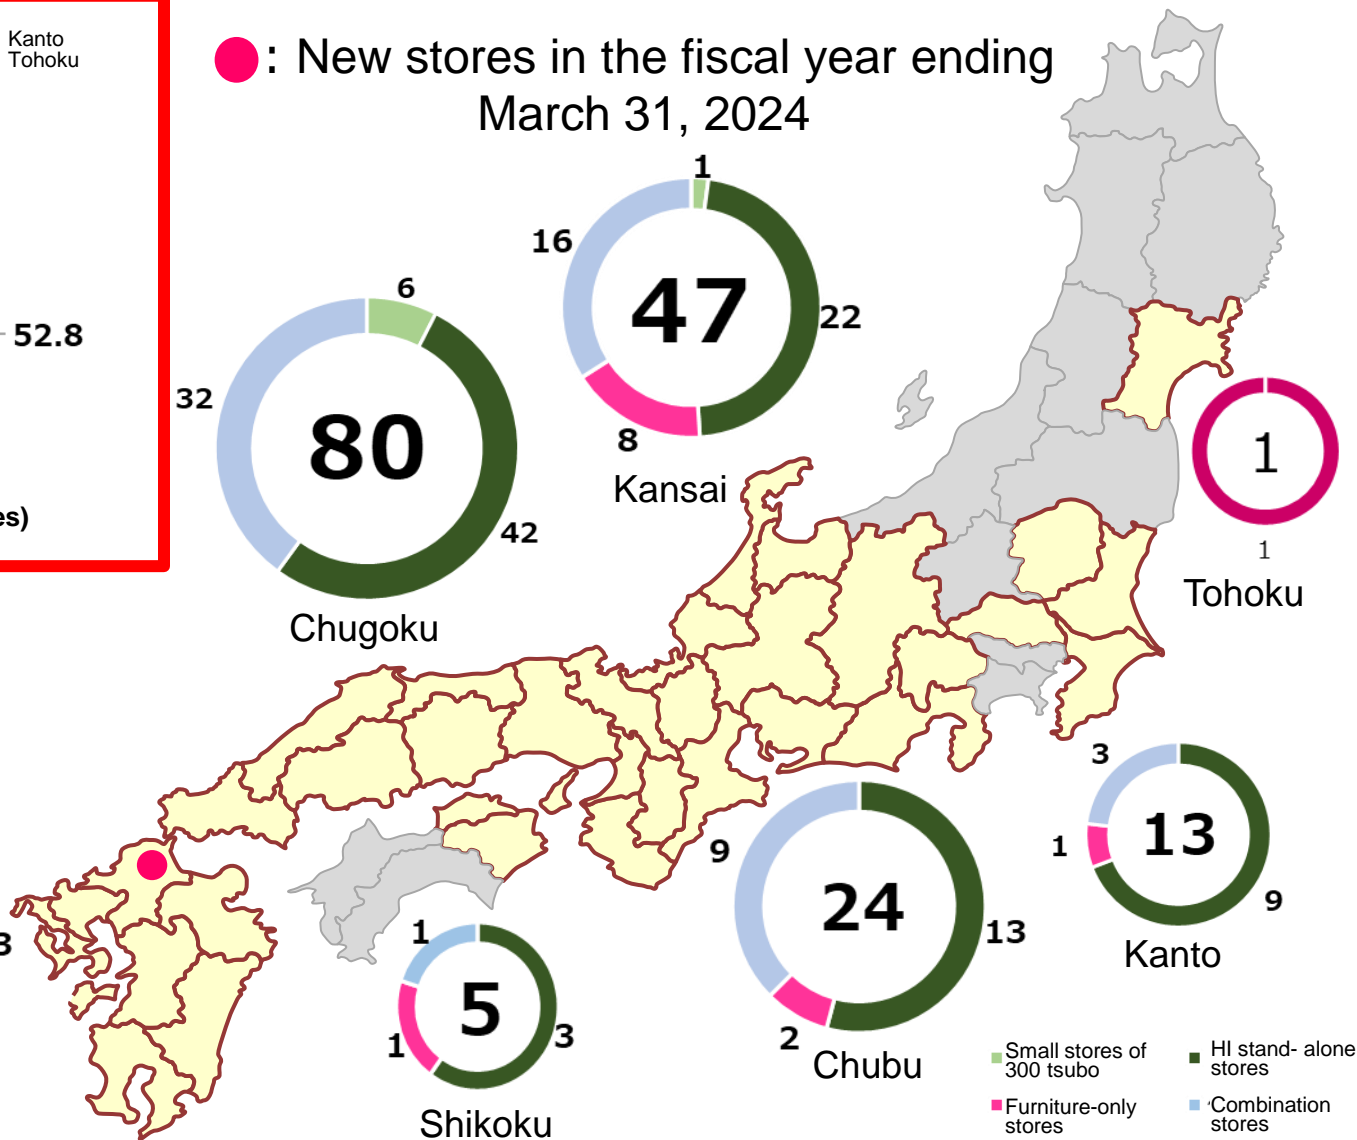 Kanto
Tohoku
: New stores in the fiscal year ending
March 31, 2024
52.8
es)
1
16
47
22
8
Kansai
6
32
80
42
Chugoku
1
1
Tohoku
3
1
13
9
Kanto
9
24
13
2
Chubu
3
1
5
1
3
Shikoku
Small stores of
300 tsubo
HI stand- alone
stores
Furniture-only
stores
Combination
stores